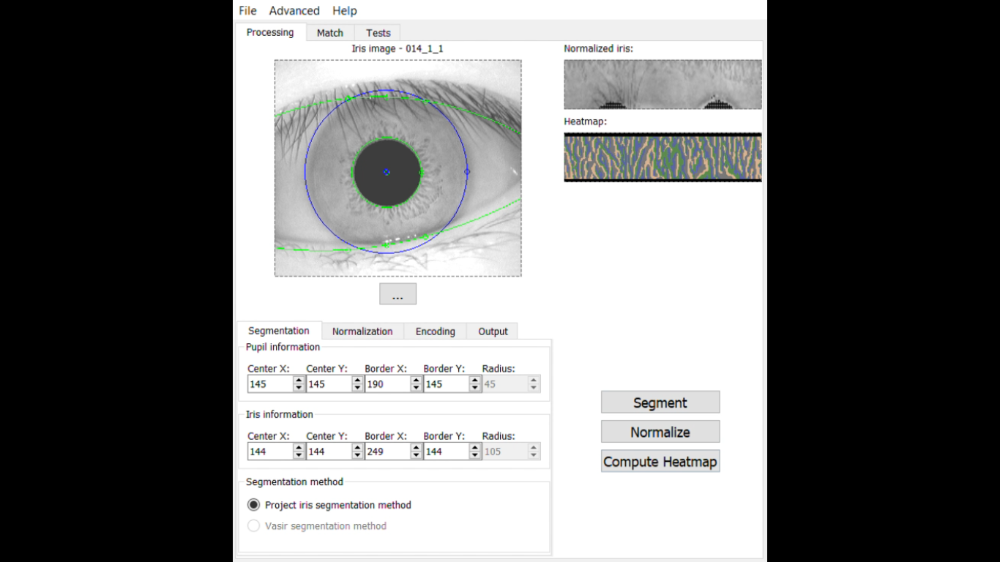 File Advanced Help
Processing Match Tests
Iris image - 014_1_1
Normalized iris:
Heatmap:
...
Segmentation Normalization Encoding Output
Pupil information
Center X: Center Y: Border X: Border Y: Radius:
145 145 190 145 45
Iris information
Center X: Center Y: Border X: Border Y: Radius:
144 144 249 144 105
Segmentation method
Project iris segmentation method
Vasir segmentation method
Segment
Normalize
Compute Heatmap